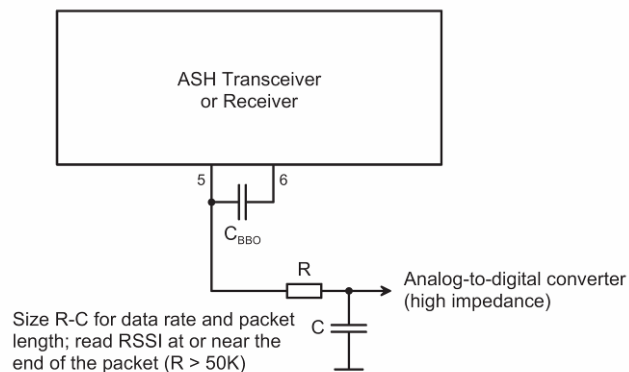 ASH Transceiver
or Receiver
5
6
CBBO
R
Analog-to-digital converter
(high impedance)
C
Size R-C for data rate and packet
length; read RSSI at or near the
end of the packet (R > 50K)